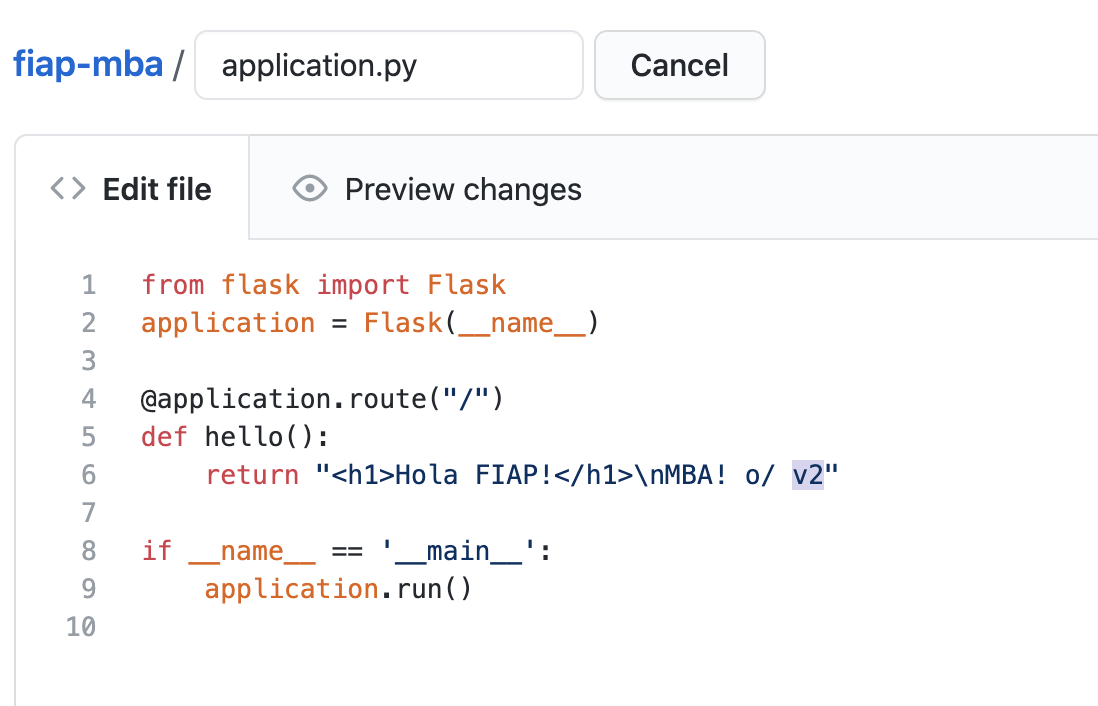 fiap-mba / application.py Cancel
<> Edit file Preview changes
1 from flask import Flask
2 application = Flask(__name__)
3
4 @application.route("/")
5 def hello():
6     return "<h1>Hola FIAP!</h1>\nMBA! o/ v2"
7
8 if __name__ == '__main__':
9     application.run()
10